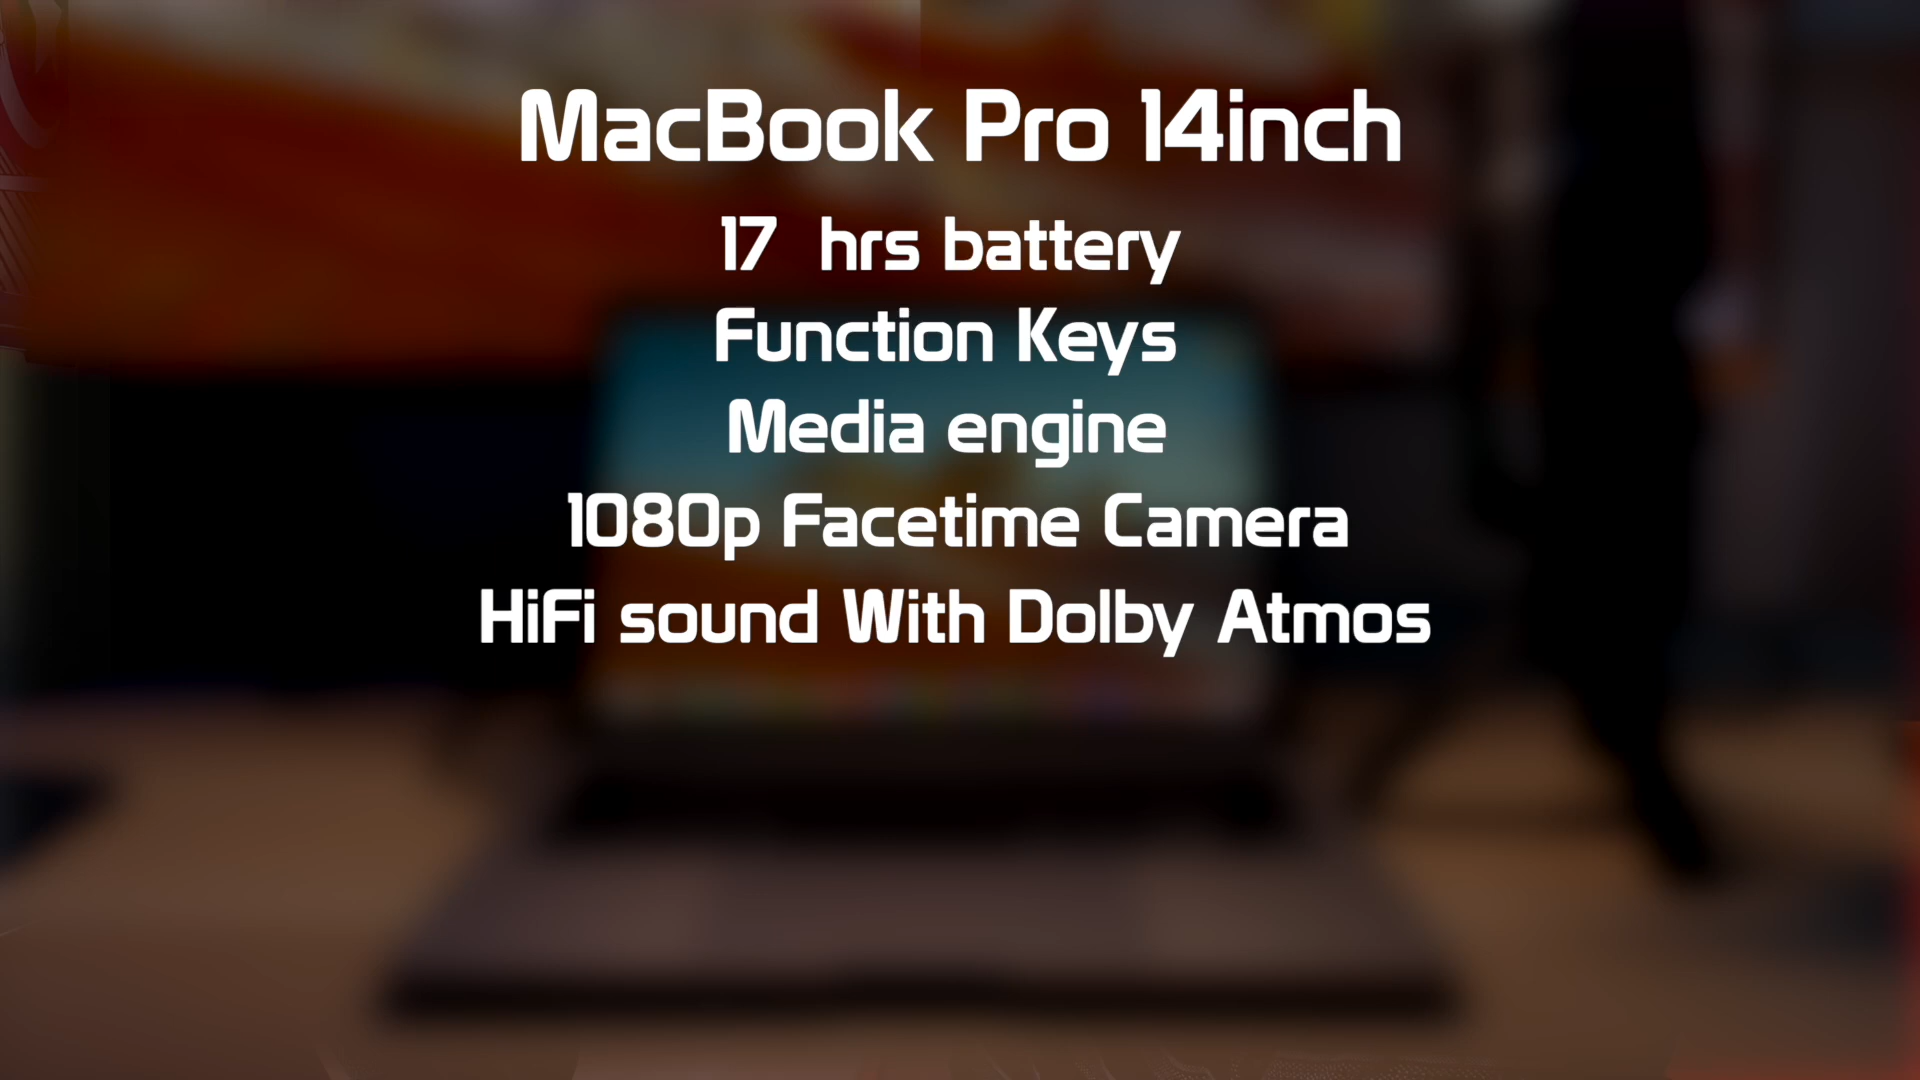 MacBook Pro 14inch
17 hrs battery
Function Keys
Media engine
1080p Facetime Camera
HiFi sound With Dolby Atmos